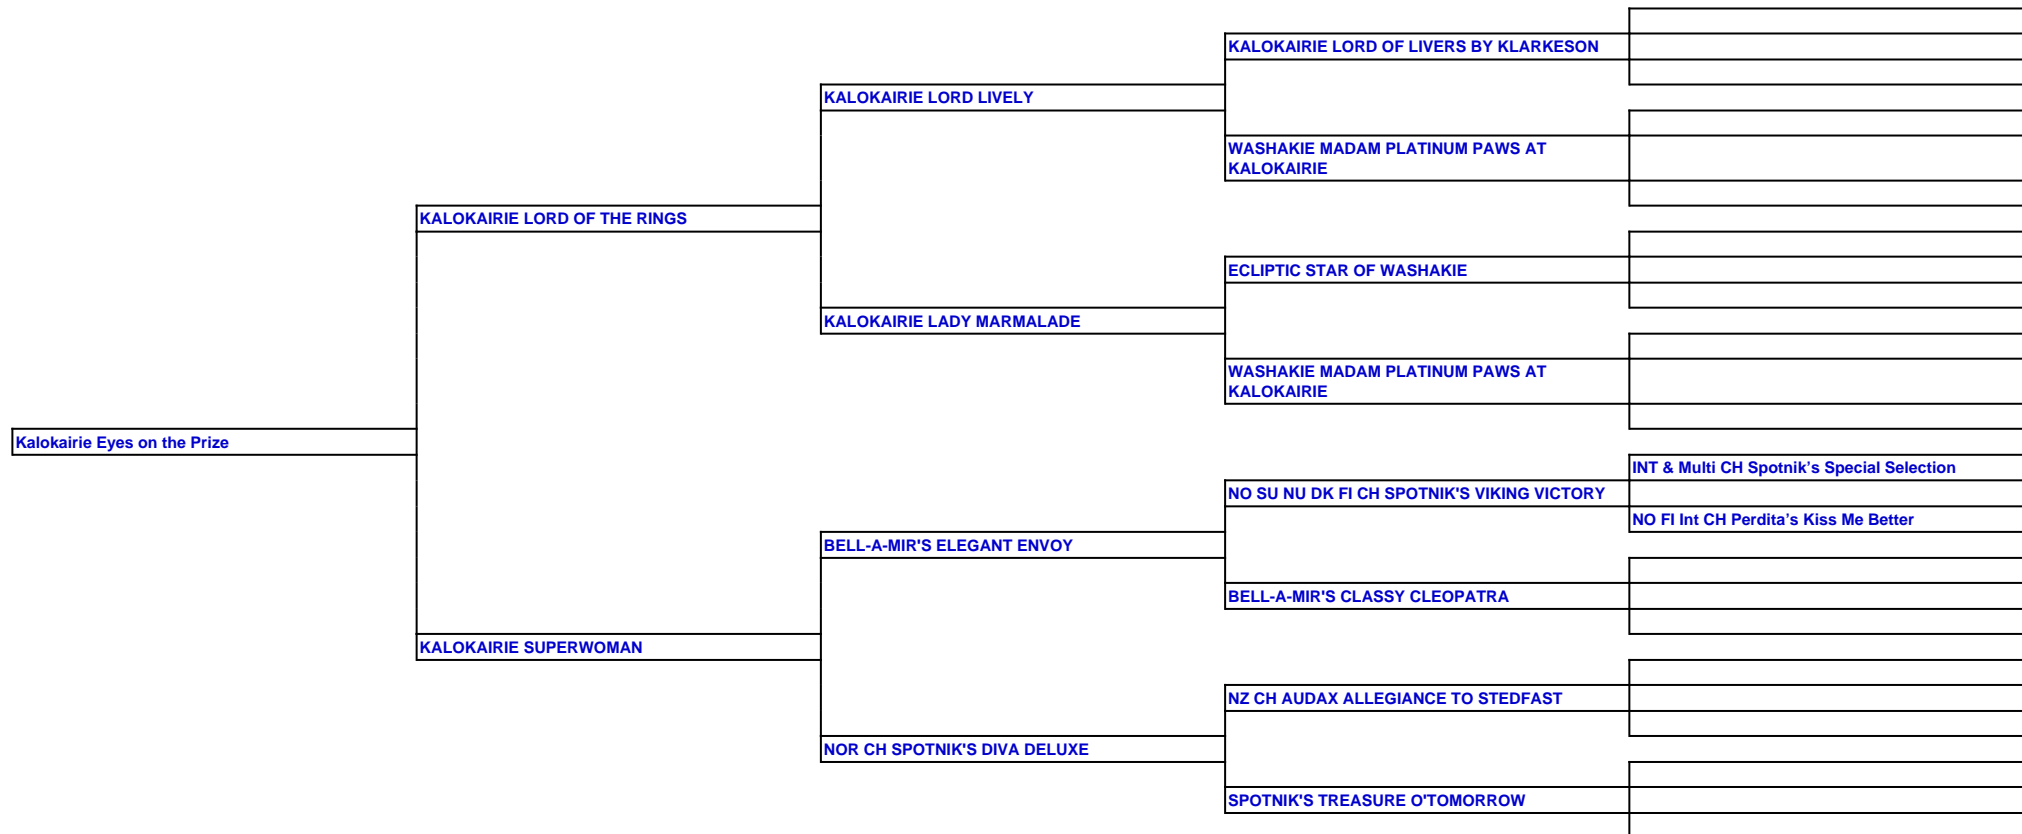 KALOKAIRIE LORD OF LIVERS BY KLARKESON
KALOKAIRIE LORD LIVELY
WASHAKIE MADAM PLATINUM PAWS AT
KALOKAIRIE
KALOKAIRIE LORD OF THE RINGS
ECLIPTIC STAR OF WASHAKIE
KALOKAIRIE LADY MARMALADE
WASHAKIE MADAM PLATINUM PAWS AT
KALOKAIRIE
Kalokairie Eyes on the Prize
INT & Multi CH Spotnik’s Special Selection
NO SU NU DK FI CH SPOTNIK'S VIKING VICTORY
NO FI Int CH Perdita’s Kiss Me Better
BELL-A-MIR'S ELEGANT ENVOY
BELL-A-MIR'S CLASSY CLEOPATRA
KALOKAIRIE SUPERWOMAN
NZ CH AUDAX ALLEGIANCE TO STEDFAST
NOR CH SPOTNIK'S DIVA DELUXE
SPOTNIK'S TREASURE O'TOMORROW